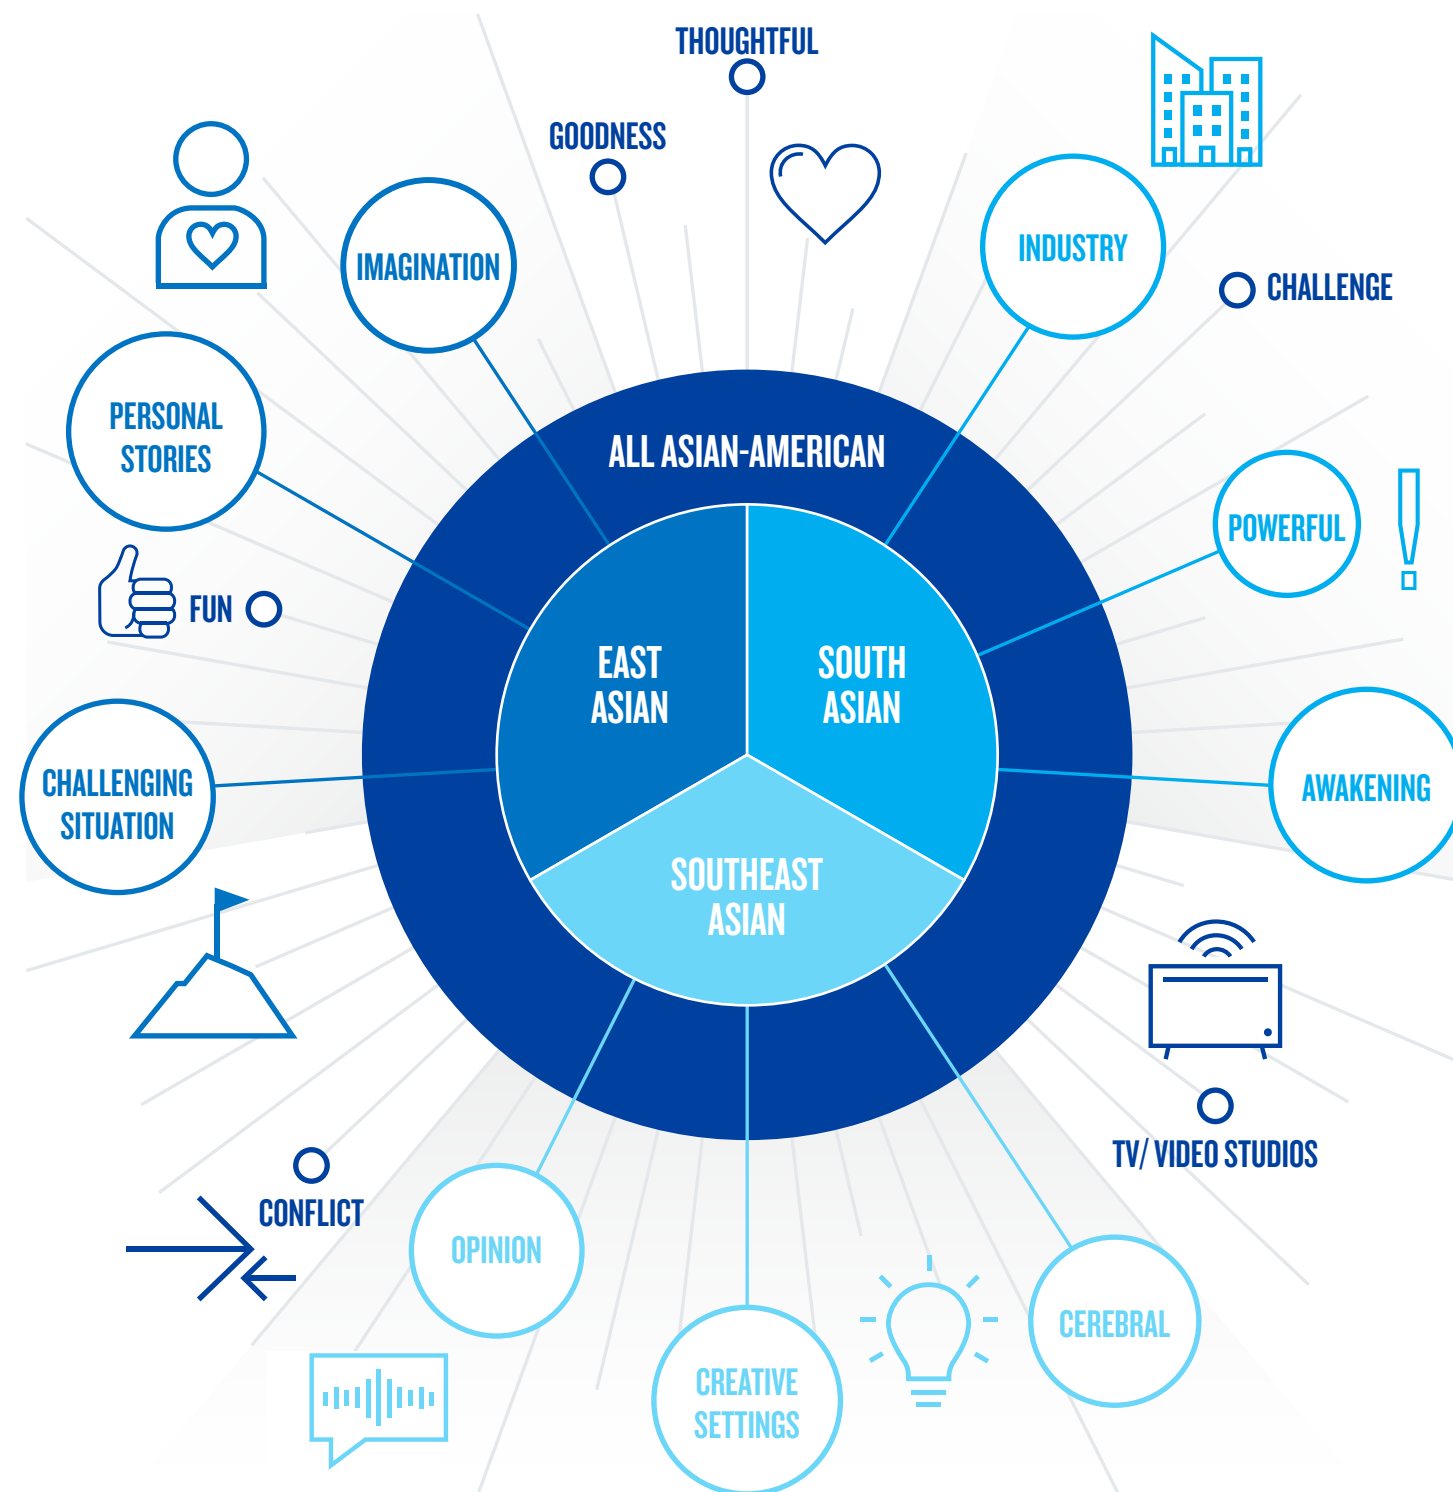 THOUGHTFUL
GOODNESS
IMAGINATION
INDUSTRY
CHALLENGE
PERSONAL
STORIES
ALL ASIAN-AMERICAN
POWERFUL
FUN
EAST
ASIAN
SOUTH
ASIAN
CHALLENGING
SITUATION
AWAKENING
SOUTHEAST
ASIAN
TV/ VIDEO STUDIOS
CONFLICT
OPINION
CEREBRAL
CREATIVE
SETTINGS